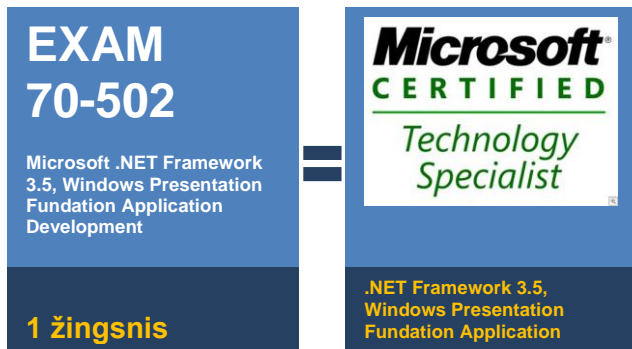 EXAM
70-502
Microsoft .NET Framework
3.5, Windows Presentation
Fundation Application
Development
1 žingsnis
=
Microsoft®
CERTIFIED
Technology
Specialist
.NET Framework 3.5,
Windows Presentation
Fundation Application